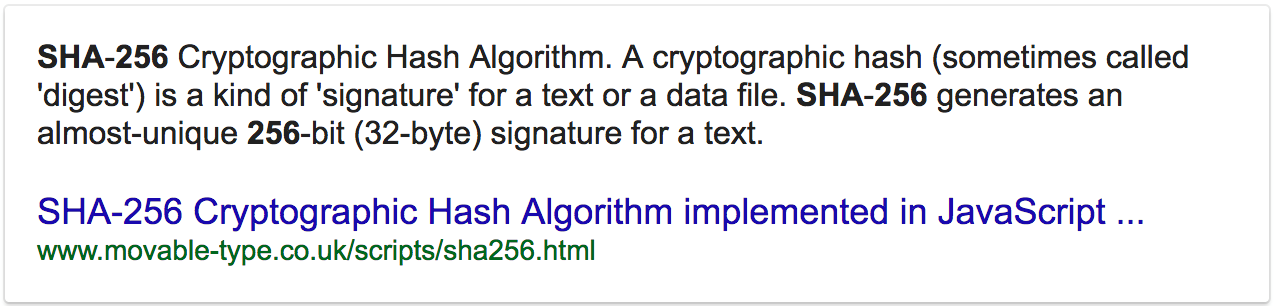 SHA-256 Cryptographic Hash Algorithm. A cryptographic hash (sometimes called
'digest') is a kind of 'signature' for a text or a data file. SHA-256 generates an
almost-unique 256-bit (32-byte) signature for a text.
SHA-256 Cryptographic Hash Algorithm implemented in JavaScript ...
www.movable-type.co.uk/scripts/sha256.html